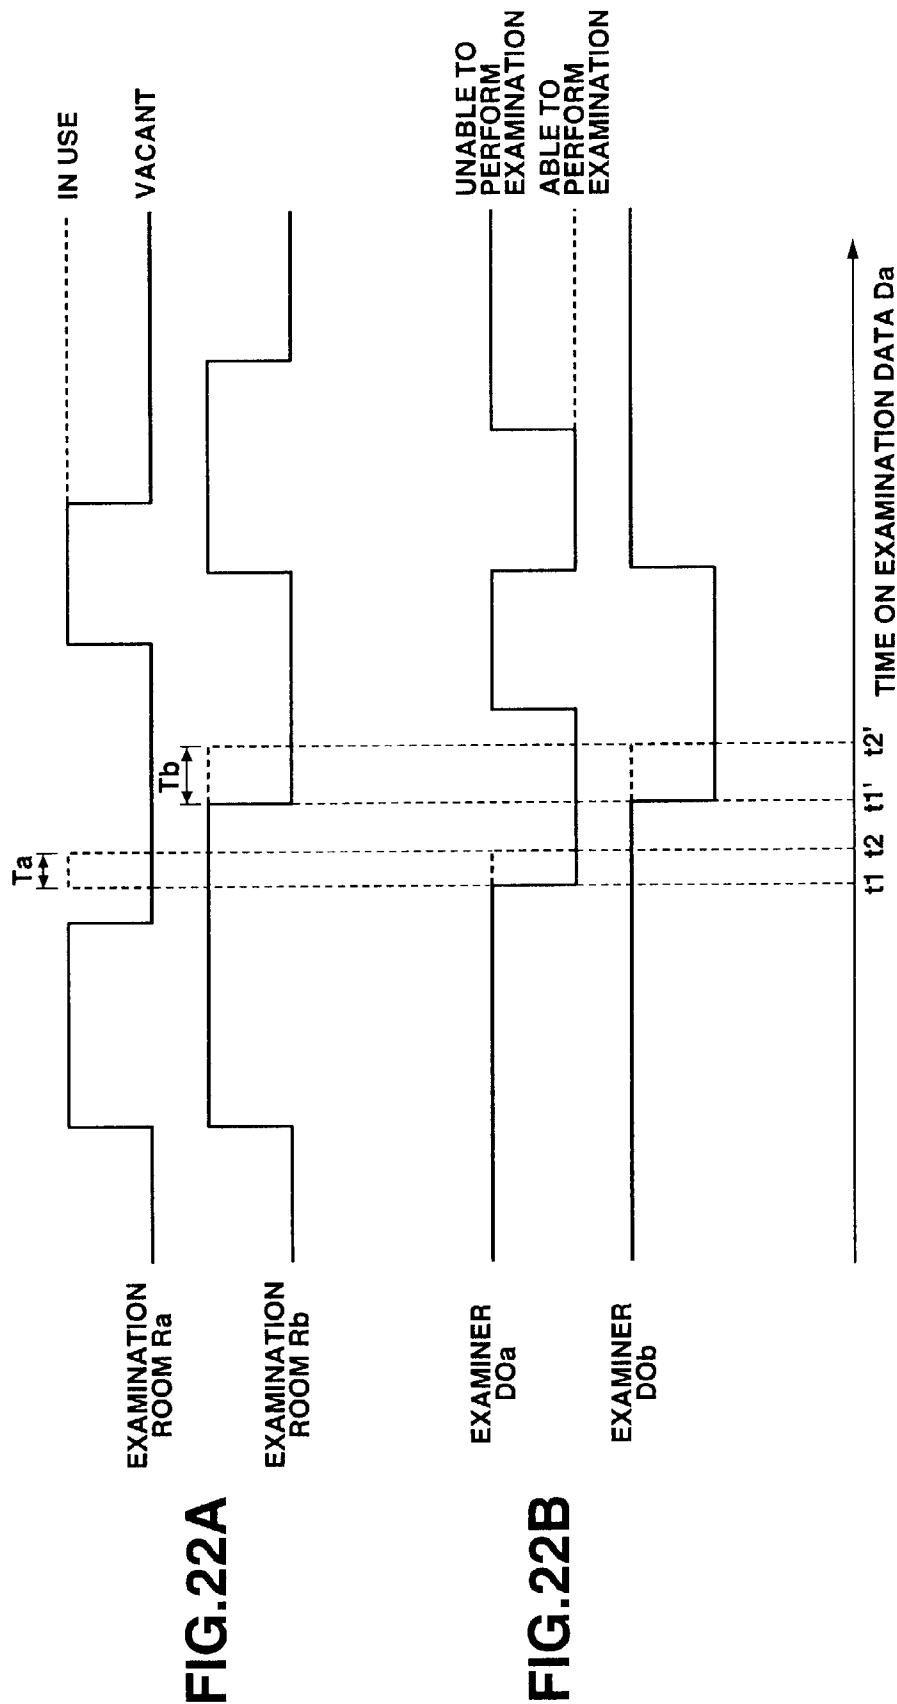 FIG.22A
EXAMINATION
ROOM Ra
EXAMINATION
ROOM Rb
Ta
Tb
IN USE
VACANT
FIG.22B
EXAMINER
DOa
EXAMINER
DOb
UNABLE TO
PERFORM
EXAMINATION
ABLE TO
PERFORM
EXAMINATION
t1 t2 t1' t2'
TIME ON EXAMINATION DATA Da